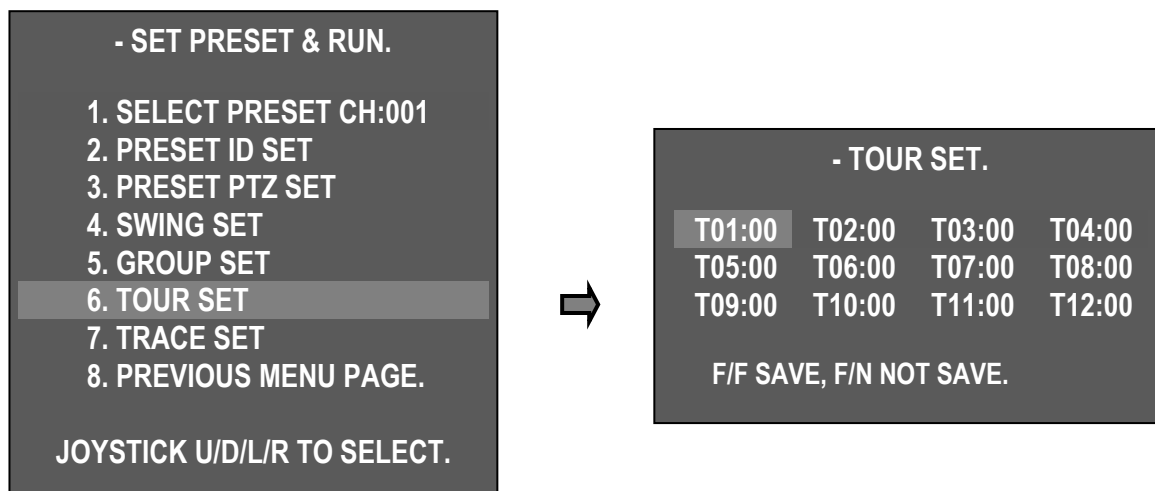 - SET PRESET & RUN.
1. SELECT PRESET CH:001
2. PRESET ID SET
3. PRESET PTZ SET
4. SWING SET
5. GROUP SET
6. TOUR SET
7. TRACE SET
8. PREVIOUS MENU PAGE.
JOYSTICK U/D/L/R TO SELECT.
- TOUR SET.
T01:00 T02:00 T03:00 T04:00
T05:00 T06:00 T07:00 T08:00
T09:00 T10:00 T11:00 T12:00
F/F SAVE, F/N NOT SAVE.